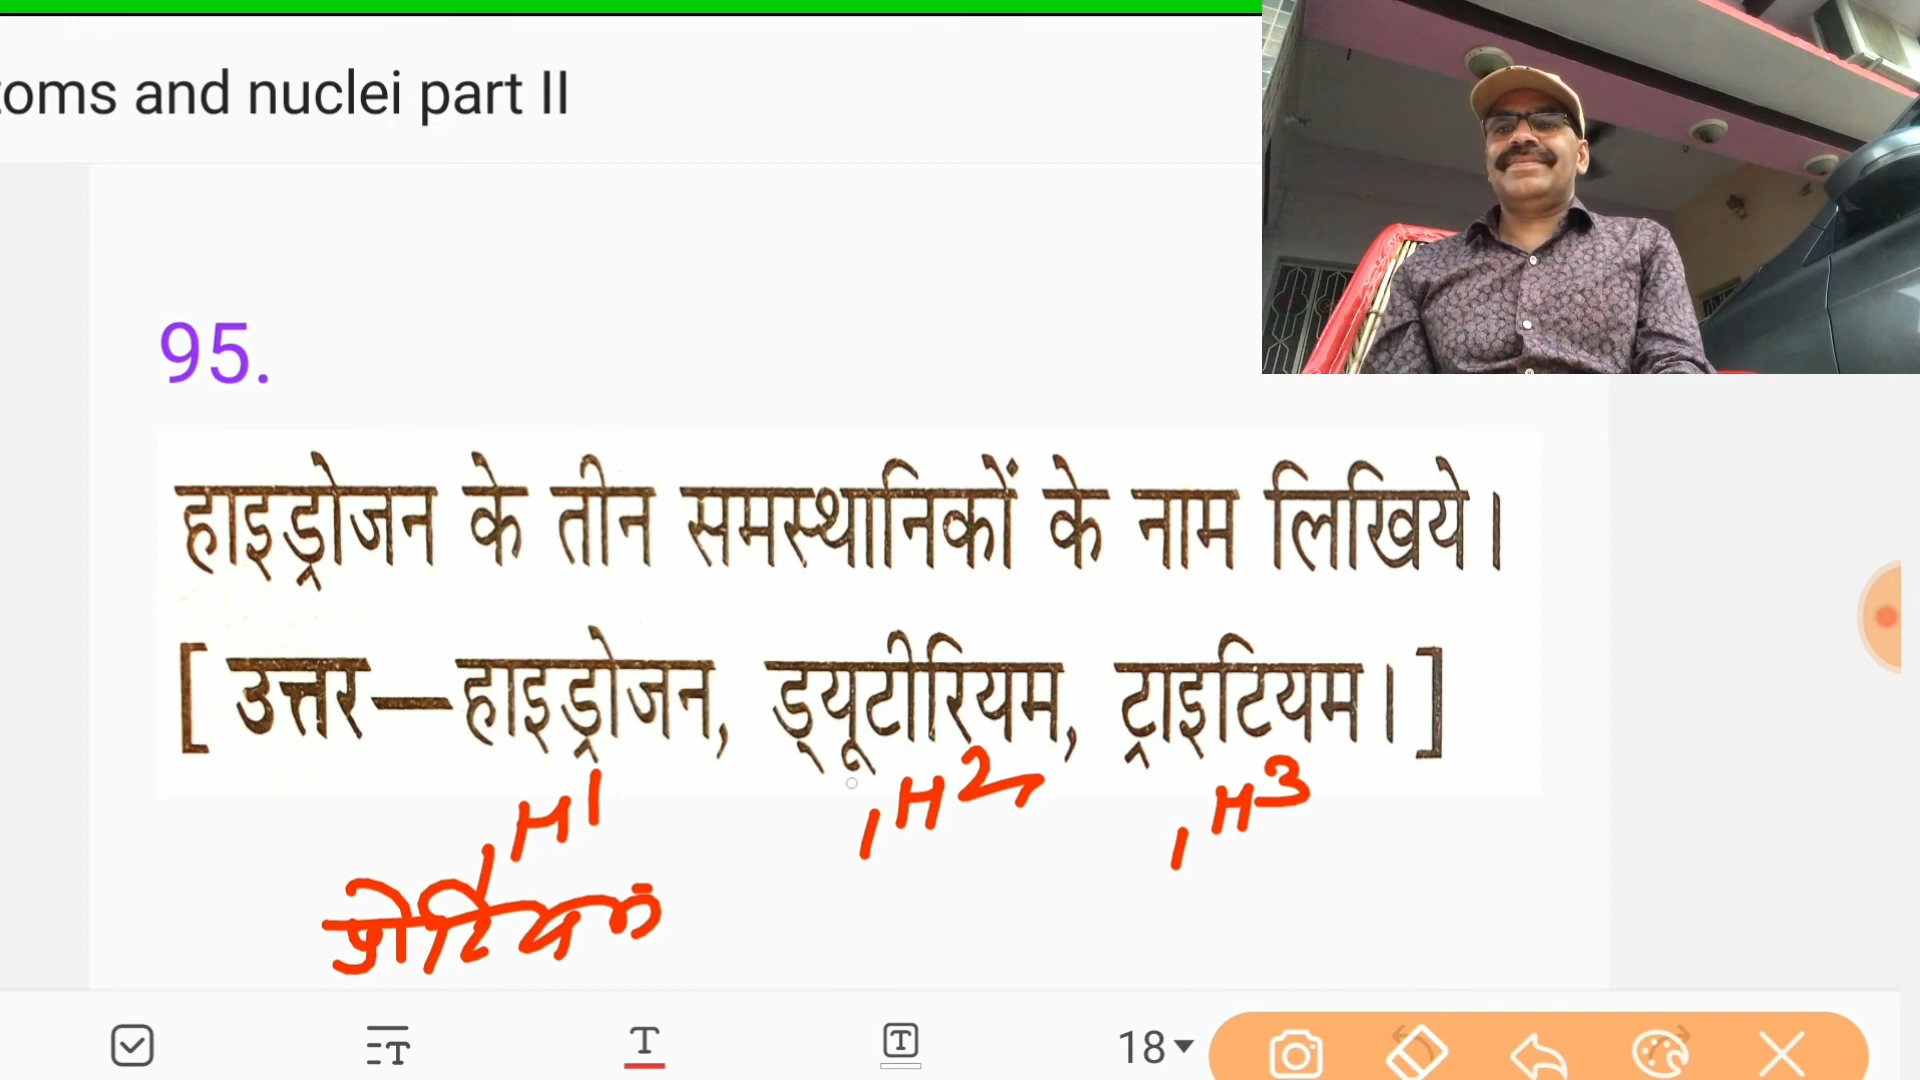 toms and nuclei part II
95.
हाइड्रोजन के तीन समस्थानिकों के नाम लिखिये।
[ उत्तर—हाइड्रोजन, ड्यूटीरियम, ट्राइटियम। ]
₁H¹ ₁H² ₁H³
प्रोटियम
18